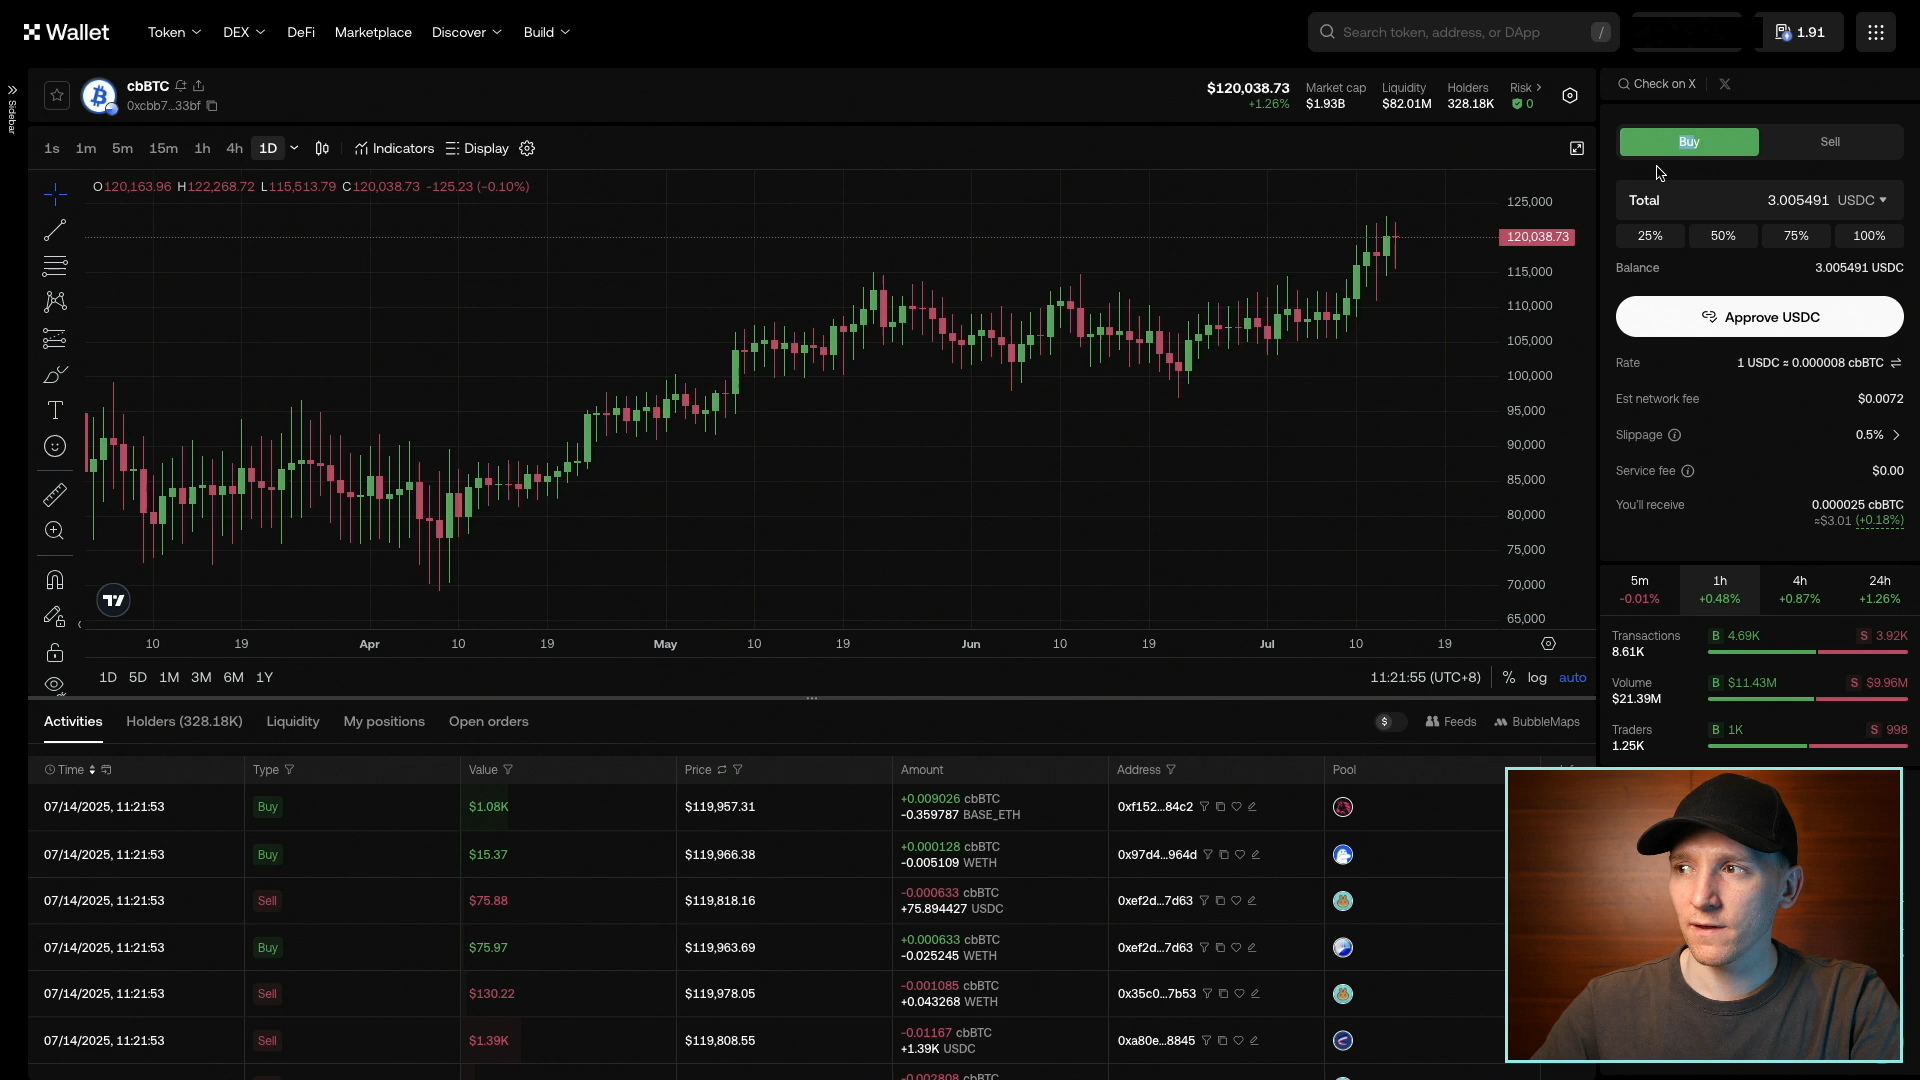 Wallet
Token
DEX
DeFi
Marketplace
Discover
Build
Search token, address, or DApp
/
1.91
Sidebar
cbBTC
0xcbb7...33bf
$120,038.73
+1.26%
Market cap
$1.93B
Liquidity
$82.01M
Holders
328.18K
Risk
0
Check on X
1s 1m 5m 15m 1h 4h 1D
Indicators
Display
O120,163.96 H122,268.72 L115,513.79 C120,038.73 -125.23 (-0.10%)
125,000
120,038.73
115,000
110,000
105,000
100,000
95,000
90,000
85,000
80,000
75,000
70,000
65,000
10 19 Apr 10 19 May 10 19 Jun 10 19 Jul 10 19
1D 5D 1M 3M 6M 1Y
11:21:55 (UTC+8)
% log auto
Buy
Sell
Total
3.005491 USDC
25% 50% 75% 100%
Balance
3.005491 USDC
Approve USDC
Rate
1 USDC ≈ 0.000008 cbBTC
Est network fee
$0.0072
Slippage
0.5%
Service fee
$0.00
You'll receive
0.000025 cbBTC
≈$3.01 (+0.18%)
5m 1h 4h 24h
-0.01% +0.48% +0.87% +1.26%
Transactions
8.61K
B 4.69K
S 3.92K
Volume
$21.39M
B $11.43M
S $9.96M
Traders
1.25K
B 1K
S 998
Activities
Holders (328.18K)
Liquidity
My positions
Open orders
$
Feeds
BubbleMaps
Time Type Value Price Amount Address Pool
07/14/2025, 11:21:53 Buy $1.08K $119,957.31 +0.009026 cbBTC 0xf152...84c2
-0.359787 BASE_ETH
07/14/2025, 11:21:53 Buy $15.37 $119,966.38 +0.000128 cbBTC 0x97d4...964d
-0.005109 WETH
07/14/2025, 11:21:53 Sell $75.88 $119,818.16 -0.000633 cbBTC 0xef2d...7d63
+75.894427 USDC
07/14/2025, 11:21:53 Buy $75.97 $119,963.69 +0.000633 cbBTC 0xef2d...7d63
-0.025245 WETH
07/14/2025, 11:21:53 Sell $130.22 $119,978.05 -0.001085 cbBTC 0x35c0...7b53
+0.043268 WETH
07/14/2025, 11:21:53 Sell $1.39K $119,808.55 -0.01167 cbBTC 0xa80e...8845
+1.39K USDC